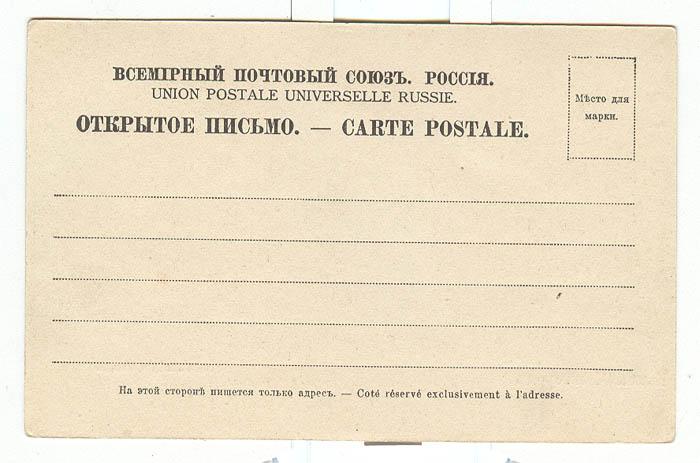 ВСЕМІРНЫЙ ПОЧТОВЫЙ СОЮЗЪ. РОССІЯ.
UNION POSTALE UNIVERSELLE RUSSIE.
ОТКРЫТОЕ ПИСЬМО. — CARTE POSTALE.
Мѣсто для
марки.
На этой сторонѣ пишется только адресъ. — Coté réservé exclusivement à l'adresse.